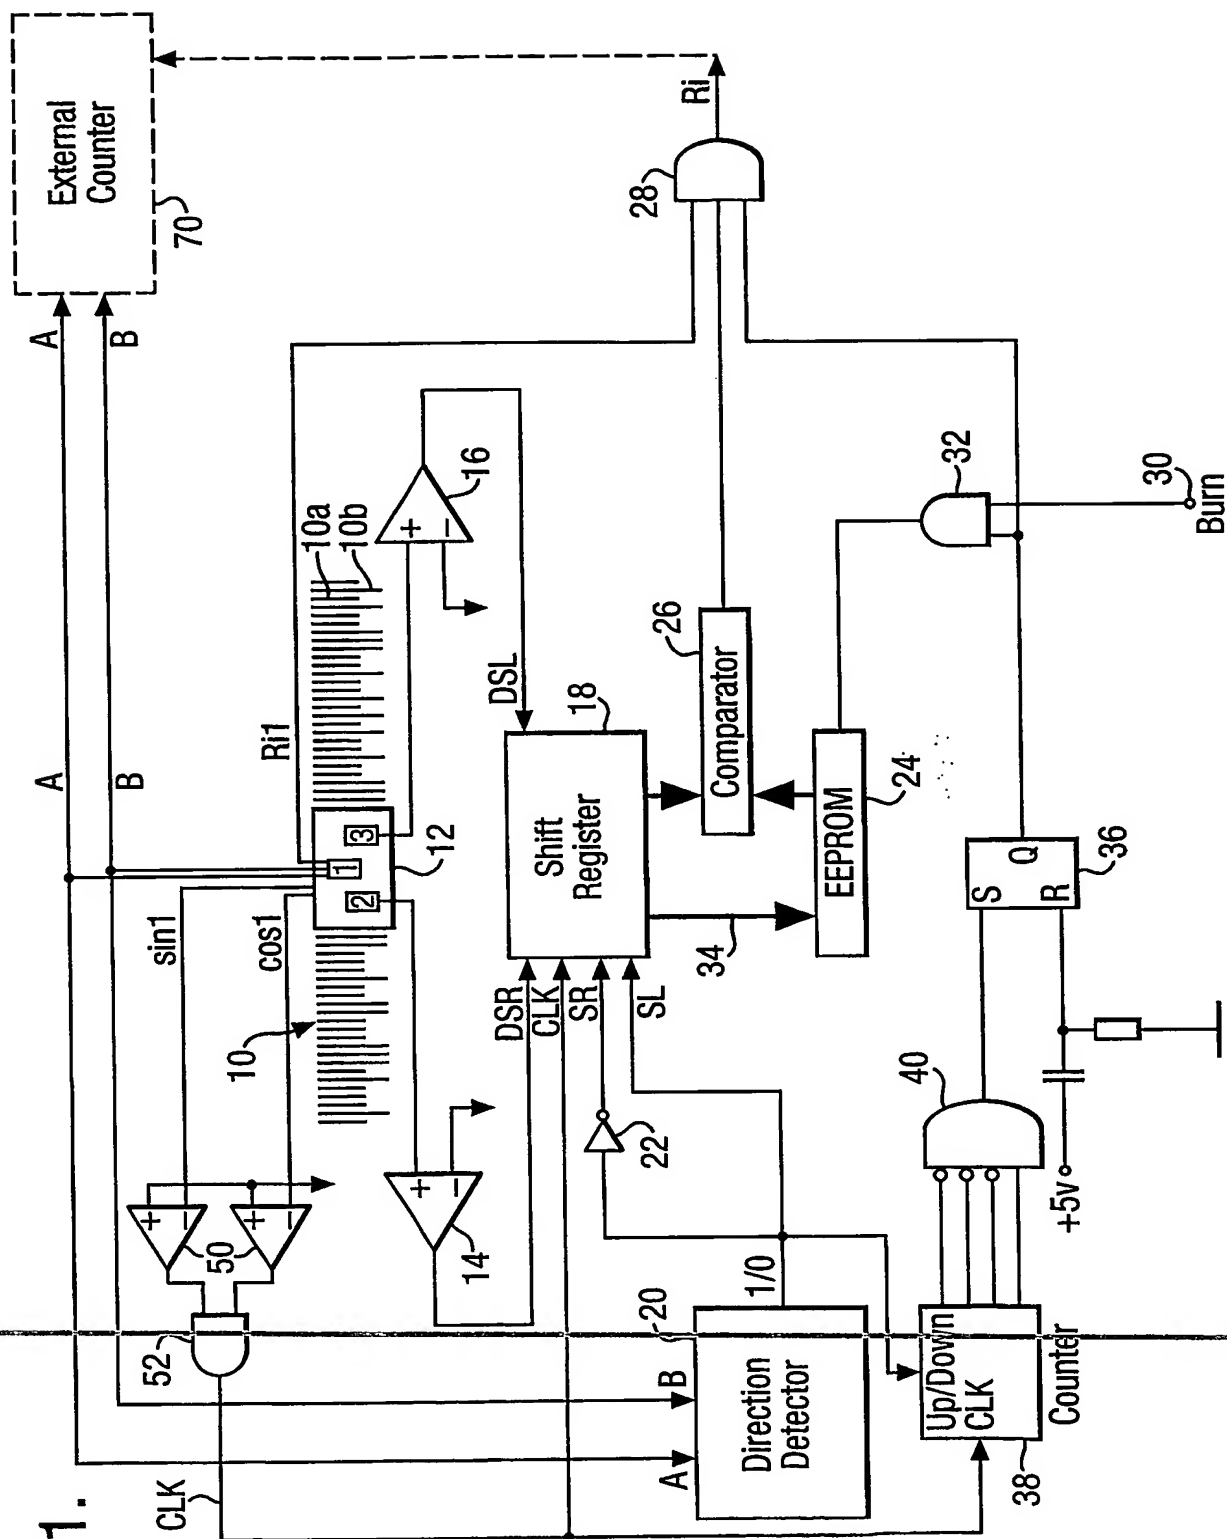 1.
External
Counter
70
A
B
A
B
Ri
28
Ri1
sin1
cos1
10
10a
10b
1
2
3
12
+
−
16
+
−
14
+
−
+
−
50
52
CLK
DSL
18
Shift
Register
DSR
CLK
SR
SL
34
22
26
Comparator
EEPROM
24
32
30
Burn
S
Q
R
36
40
+5v
1/0
20
A
B
Direction
Detector
Up/Down
CLK
Counter
38